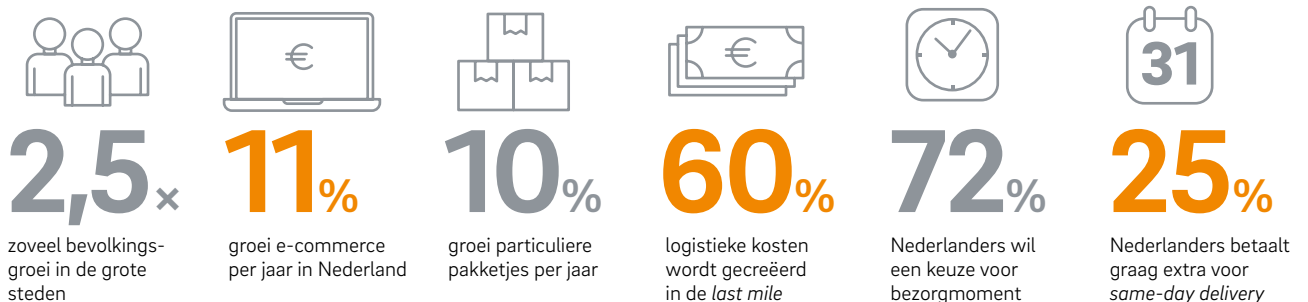 €
€
31
2,5×
zoveel bevolkings-
groei in de grote
steden
11%
groei e-commerce
per jaar in Nederland
10%
groei particuliere
pakketjes per jaar
60%
logistieke kosten
wordt gecreëerd
in de last mile
72%
Nederlanders wil
een keuze voor
bezorgmoment
25%
Nederlanders betaalt
graag extra voor
same-day delivery